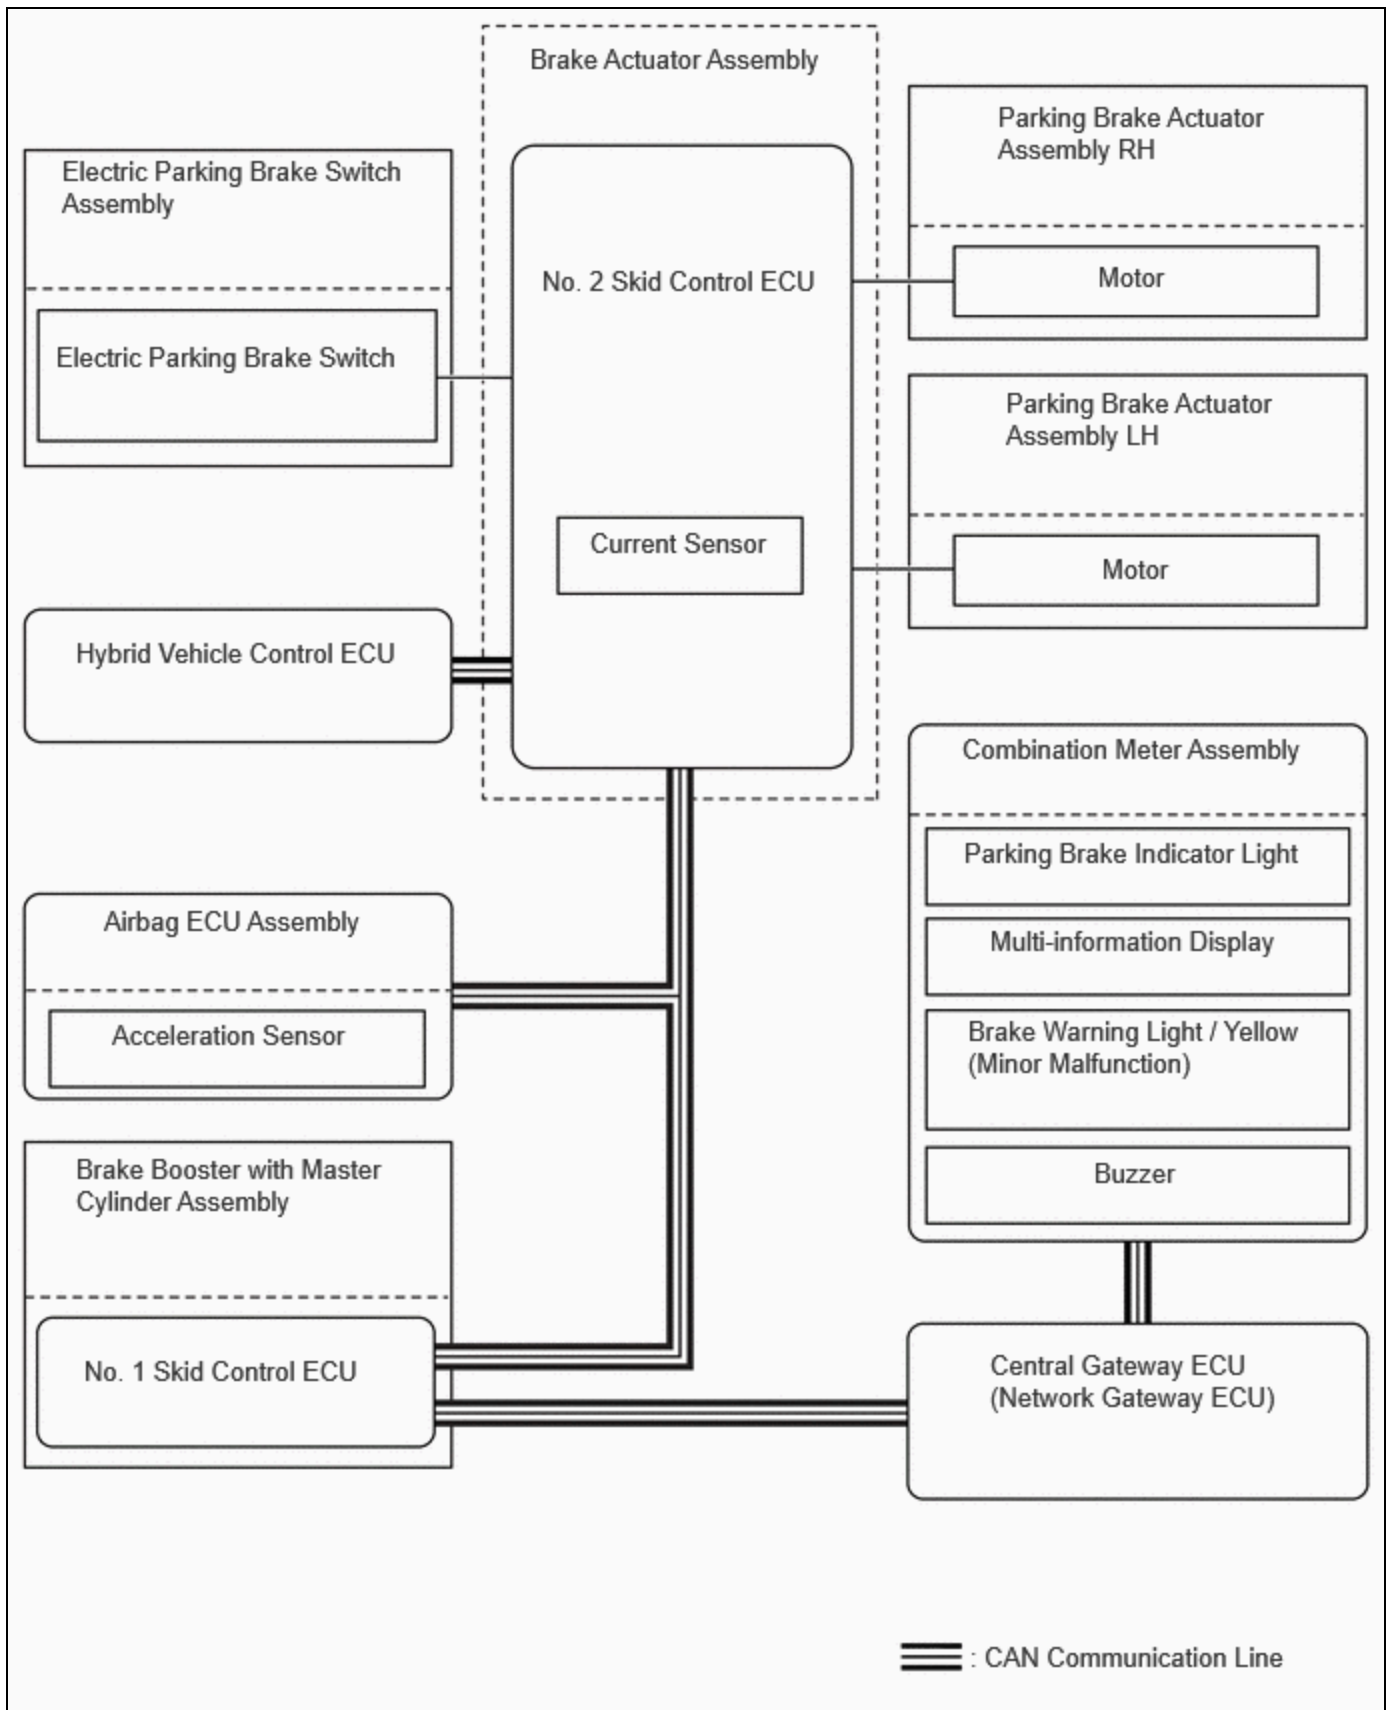 Brake Actuator Assembly
Electric Parking Brake Switch
Assembly
Electric Parking Brake Switch
No. 2 Skid Control ECU
Current Sensor
Parking Brake Actuator
Assembly RH
Motor
Parking Brake Actuator
Assembly LH
Motor
Hybrid Vehicle Control ECU
Airbag ECU Assembly
Acceleration Sensor
Brake Booster with Master
Cylinder Assembly
No. 1 Skid Control ECU
Combination Meter Assembly
Parking Brake Indicator Light
Multi-information Display
Brake Warning Light / Yellow
(Minor Malfunction)
Buzzer
Central Gateway ECU
(Network Gateway ECU)
: CAN Communication Line